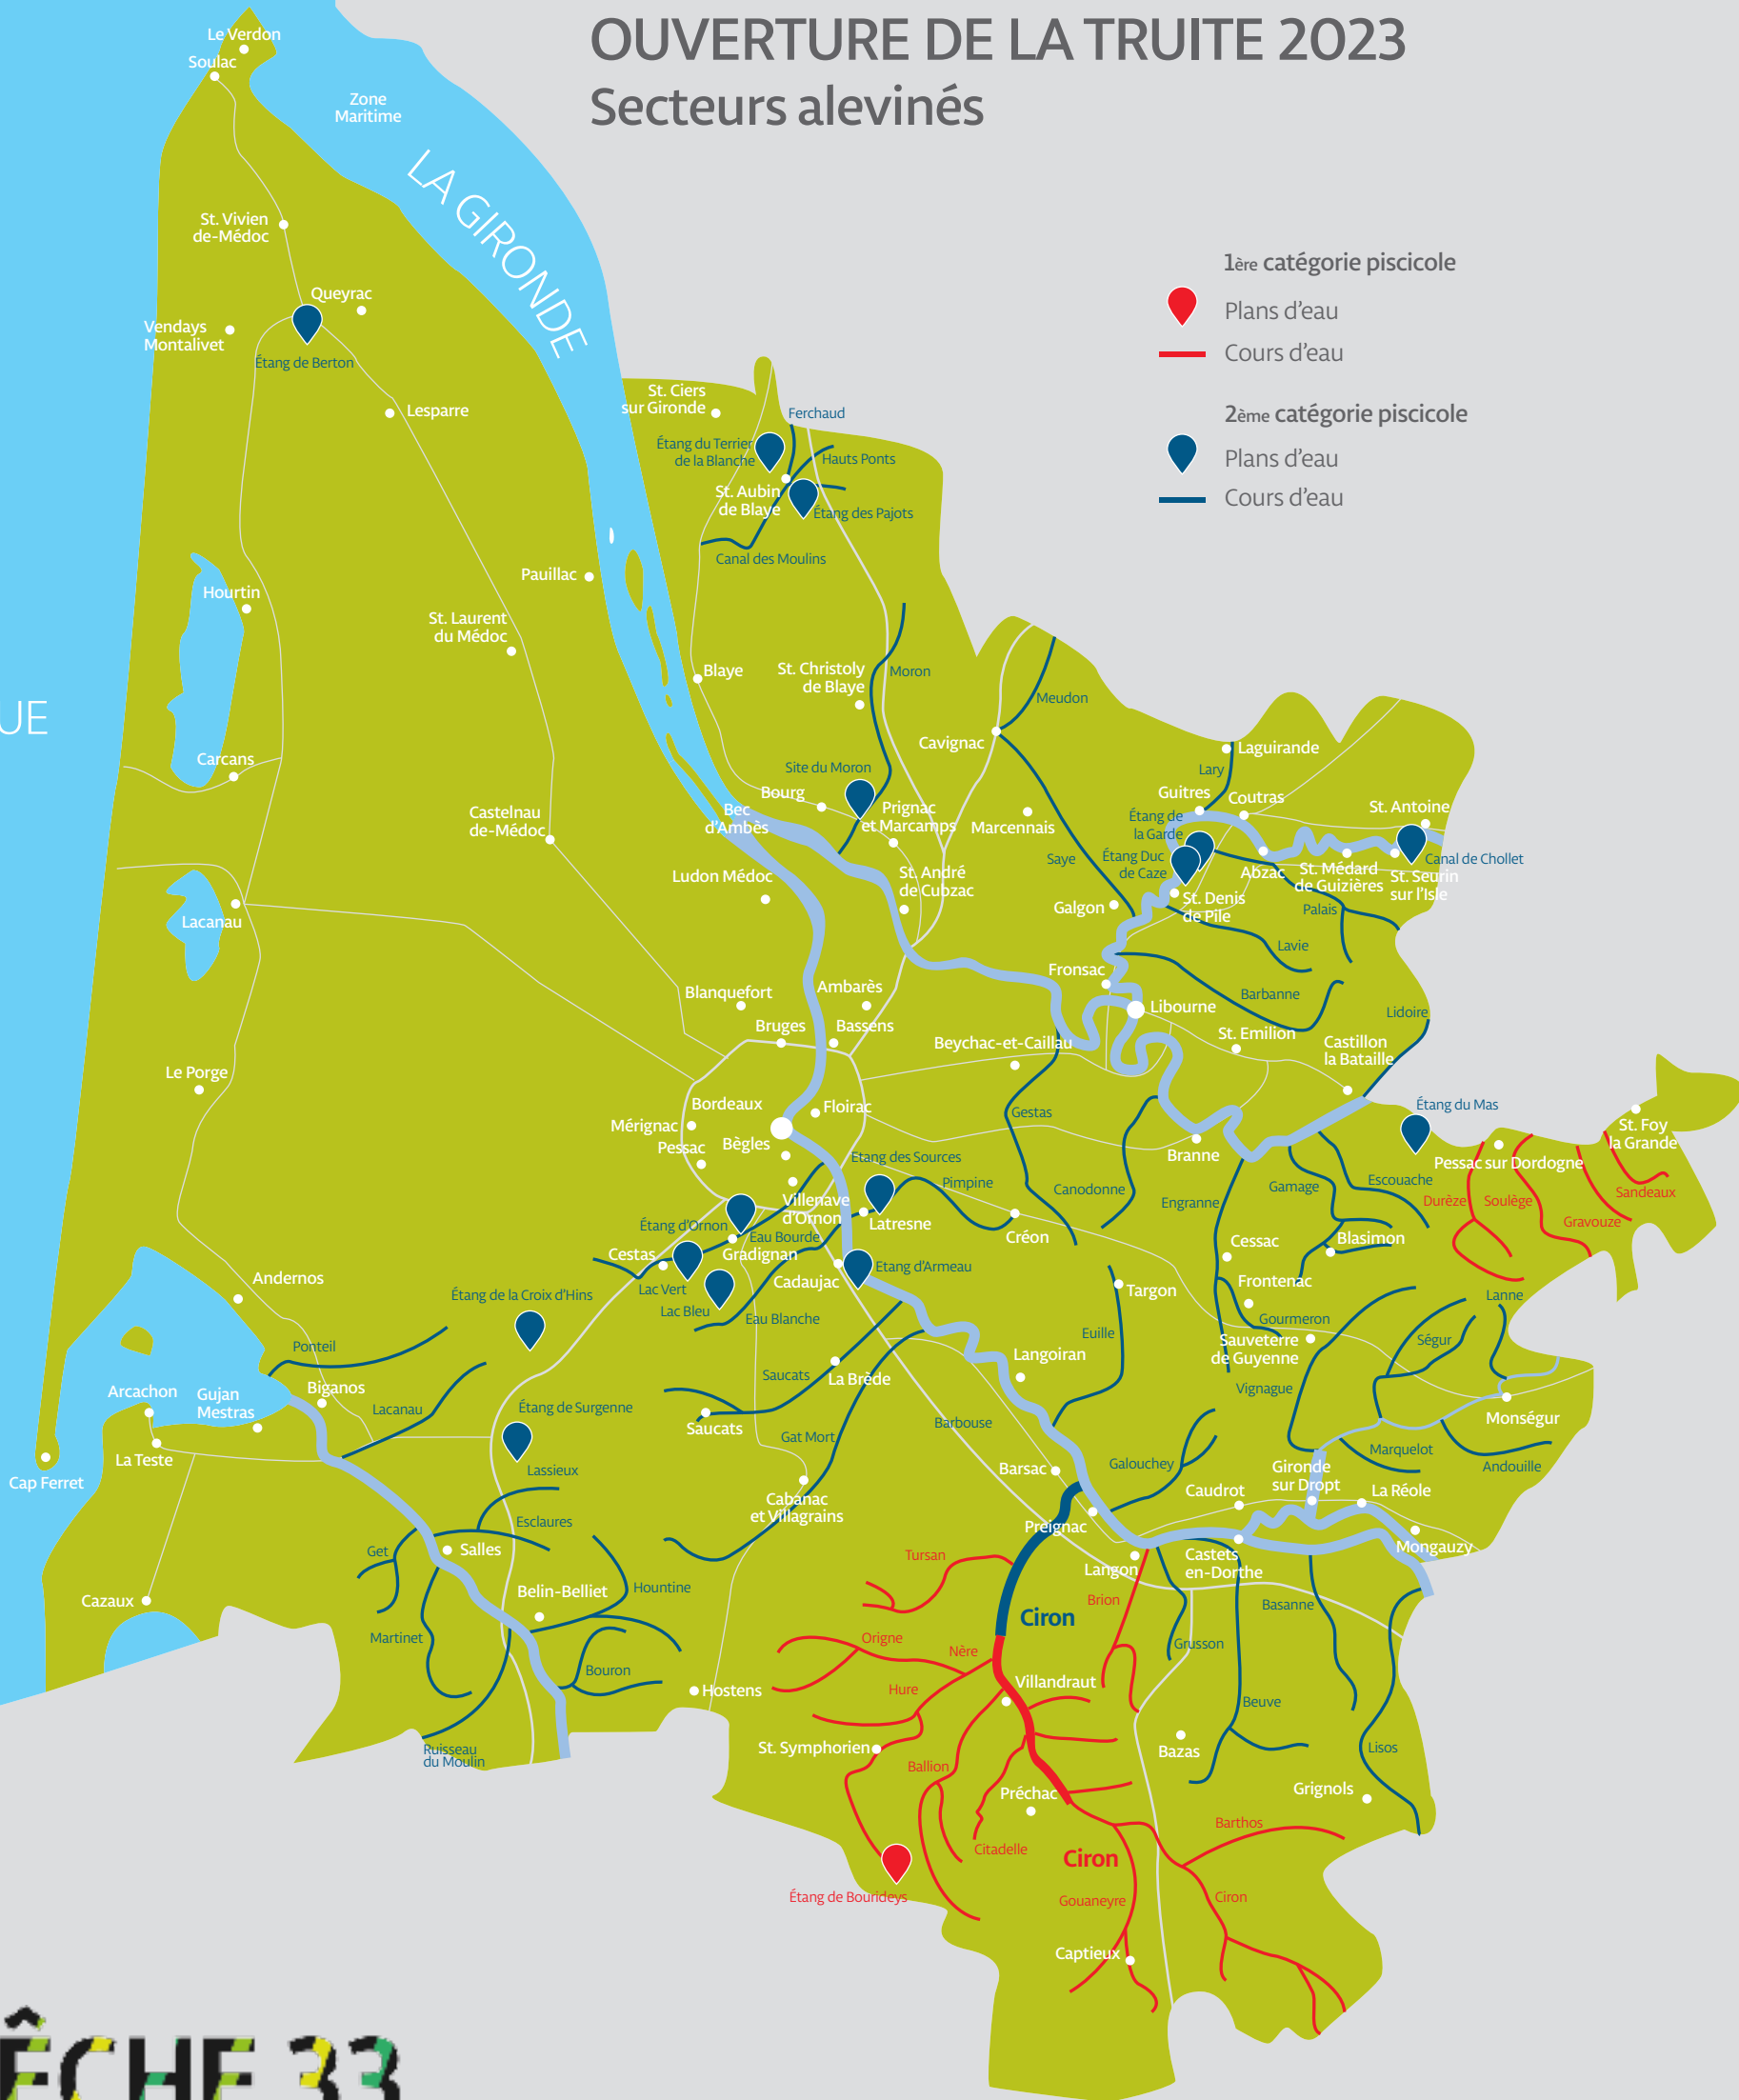 OUVERTURE DE LA TRUITE 2023
Secteurs alevinés
Le Verdon
Soulac
Zone
Maritime
LA GIRONDE
St. Vivien
de-Médoc
1ère catégorie piscicole
Plans d'eau
Cours d'eau
2ème catégorie piscicole
Plans d'eau
Cours d'eau
Queyrac
Vendays
Montalivet
Étang de Berton
Lesparre
St. Ciers
sur Gironde
Ferchaud
Étang du Terrier
de la Blanche
Hauts Ponts
St. Aubin
de Blaye
Étang des Pajots
Canal des Moulins
Pauillac
Hourtin
St. Laurent
du Médoc
Blaye
St. Christoly
de Blaye
Moron
Meudon
UE
Cavignac
Laguirande
Carcans
Site du Moron
Lary
Bourg
Guitres
Coutras
St. Antoine
Castelnau
de-Médoc
Bec
d'Ambès
Prignac
et Marcamps
Marcennais
Étang de
la Garde
Saye
Étang Duc
de Caze
Abzac
St. Médard
de Guizières
Canal de Chollet
St. Seurin
sur l'Isle
Ludon Médoc
St. André
de Cubzac
Galgon
St. Denis
de Pile
Palais
Lacanau
Lavie
Fronsac
Blanquefort
Ambarès
Barbanne
Libourne
Lidoire
Bruges
Bassens
Beychac-et-Caillau
St. Emilion
Castillon
la Bataille
Le Porge
Bordeaux
Floirac
Gestas
Étang du Mas
Mérignac
Bègles
Pessac
St. Foy
la Grande
Etang des Sources
Branne
Pessac sur Dordogne
Pimpine
Canodonne
Engranne
Gamage
Escouache
Durèze
Soulège
Sandeaux
Gravouze
Villenave
d'Ornon
Étang d'Ornon
Latresne
Eau Bourde
Créon
Cestas
Gradignan
Cessac
Blasimon
Cadaujac
Etang d'Armeau
Andernos
Lac Vert
Frontenac
Targon
Étang de la Croix d'Hins
Lac Bleu
Eau Blanche
Gourmeron
Lanne
Ponteil
Euille
Sauveterre
de Guyenne
Ségur
Langoiran
Arcachon
Gujan
Mestras
Biganos
Saucats
La Brède
Vignague
Lacanau
Étang de Surgenne
Saucats
Barbouse
Monségur
Gat Mort
La Teste
Cap Ferret
Lassieux
Barsac
Galouchey
Gironde
sur Dropt
Marquelot
Andouille
Cabanac
et Villagrains
Caudrot
La Réole
Esclaures
Preignac
Mongauzy
Get
Salles
Tursan
Langon
Castets
en-Dorthe
Cazaux
Belin-Belliet
Hountine
Brion
Basanne
Ciron
Martinet
Origne
Nêre
Grusson
Bouron
Hostens
Hure
Villandraut
Beuve
Ruisseau
du Moulin
St. Symphorien
Bazas
Lisos
Ballion
Préchac
Grignols
Citadelle
Barthos
Ciron
Étang de Bourideys
Gouaneyre
Ciron
Captieux
ÊCHE 33